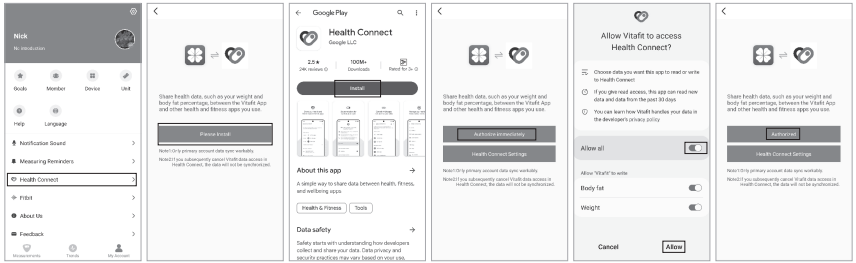 Nick
No introduction
Goals
Member
Device
Unit
Help
Language
Notification Sound
Measuring Reminders
Health Connect
Fitbit
About Us
Feedback
Measurements
Trends
My Account
Share health data, such as your weight and
body fat percentage, between the Vitafit App
and other health and fitness apps you use.
Please Install
Note1:Only primary account data sync workably.
Note2:If you subsequently cancel Vitafit data access in
Health Connect, the data will not be synchronized.
Google Play
Health Connect
Google LLC
2.5★
24K reviews
100M+
Downloads
Rated for 3+
Install
About this app
A simple way to share data between health, fitness,
and wellbeing apps
Health & Fitness
Tools
Data safety
Safety starts with understanding how developers
collect and share your data. Data privacy and
security practices may vary based on your use,
Share health data, such as your weight and
body fat percentage, between the Vitafit App
and other health and fitness apps you use.
Authorize immediately
Health Connect Settings
Note1:Only primary account data sync workably.
Note2:If you subsequently cancel Vitafit data access in
Health Connect, the data will not be synchronized.
Allow Vitafit to access
Health Connect?
Choose data you want this app to read or write
to Health Connect
If you give read access, this app can read new
data and data from the past 30 days
You can learn how Vitafit handles your data in
the developer's privacy policy
Allow all
Allow "Vitafit" to write
Body fat
Weight
Cancel
Allow
Share health data, such as your weight and
body fat percentage, between the Vitafit App
and other health and fitness apps you use.
Authorized
Health Connect Settings
Note1:Only primary account data sync workably.
Note2:If you subsequently cancel Vitafit data access in
Health Connect, the data will not be synchronized.